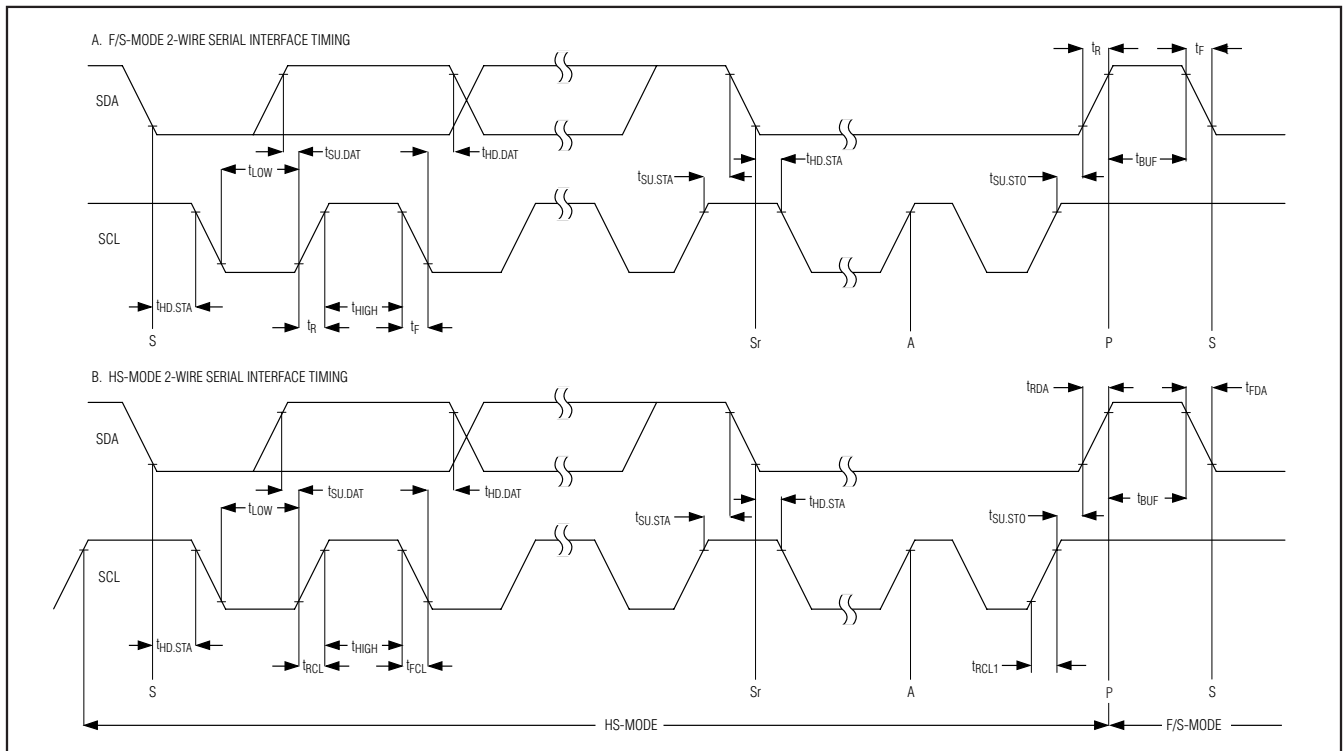 A. F/S-MODE 2-WIRE SERIAL INTERFACE TIMING
tR
tF
SDA
tSU.DAT
tHD.DAT
tHD.STA
tBUF
tLOW
tSU.STA
tSU.STO
SCL
tHD.STA
tR
tHIGH
tF
S
Sr
A
P
S
B. HS-MODE 2-WIRE SERIAL INTERFACE TIMING
tRDA
tFDA
SDA
tSU.DAT
tHD.DAT
tHD.STA
tBUF
tLOW
tSU.STA
tSU.STO
SCL
tHD.STA
tRCL
tHIGH
tFCL
tRCL1
S
Sr
A
P
S
HS-MODE
F/S-MODE